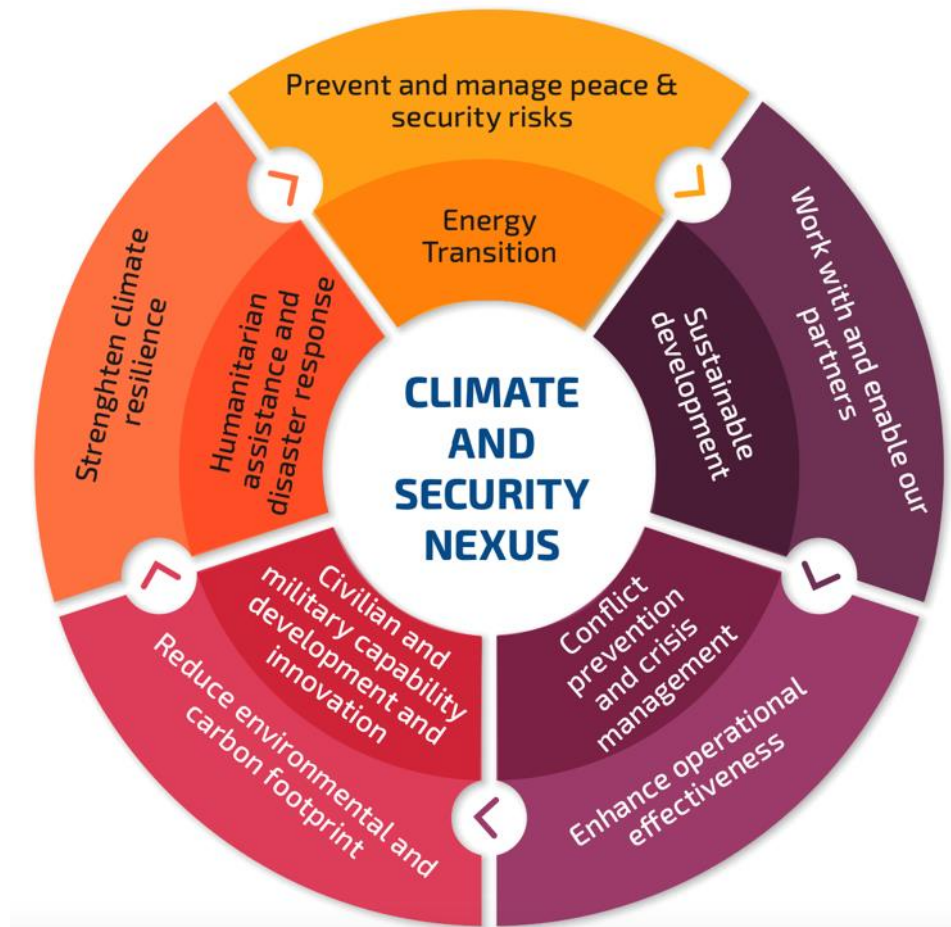 Prevent and manage peace &
security risks
Energy
Transition
Work with and enable our
partners
Sustainable
development
Enhance operational
effectiveness
Conflict
prevention
and crisis
management
Reduce environmental and
carbon footprint
Civilian and
military capability
development and
innovation
Strenghten climate
resilience
Humanitarian
assistance and
disaster response
CLIMATE
AND
SECURITY
NEXUS